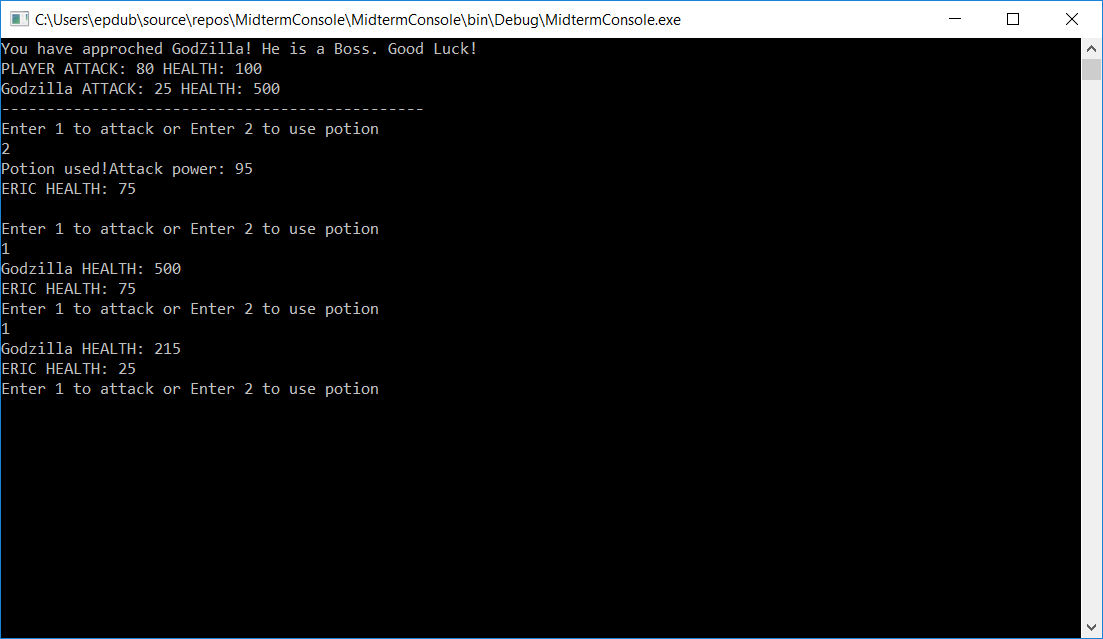 C:\Users\epdub\source\repos\MidtermConsole\MidtermConsole\bin\Debug\MidtermConsole.exe
You have approched GodZilla! He is a Boss. Good Luck!
PLAYER ATTACK: 80 HEALTH: 100
Godzilla ATTACK: 25 HEALTH: 500
-----------------------------------------------
Enter 1 to attack or Enter 2 to use potion
2
Potion used!Attack power: 95
ERIC HEALTH: 75
Enter 1 to attack or Enter 2 to use potion
1
Godzilla HEALTH: 500
ERIC HEALTH: 75
Enter 1 to attack or Enter 2 to use potion
1
Godzilla HEALTH: 215
ERIC HEALTH: 25
Enter 1 to attack or Enter 2 to use potion